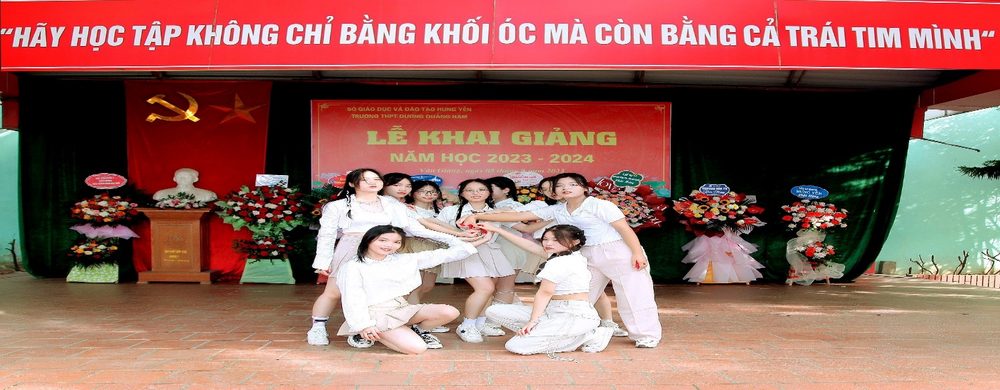 “HÃY HỌC TẬP KHÔNG CHỈ BẰNG KHỐI ÓC MÀ CÒN BẰNG CẢ TRÁI TIM MÌNH“
SỞ GIÁO DỤC VÀ ĐÀO TẠO HƯNG YÊN
TRƯỜNG THPT DƯƠNG QUẢNG HÀM
LỄ KHAI GIẢNG
NĂM HỌC 2023 - 2024
Văn Giang, ngày 05 tháng 9 năm 2023
HƯNG YÊN